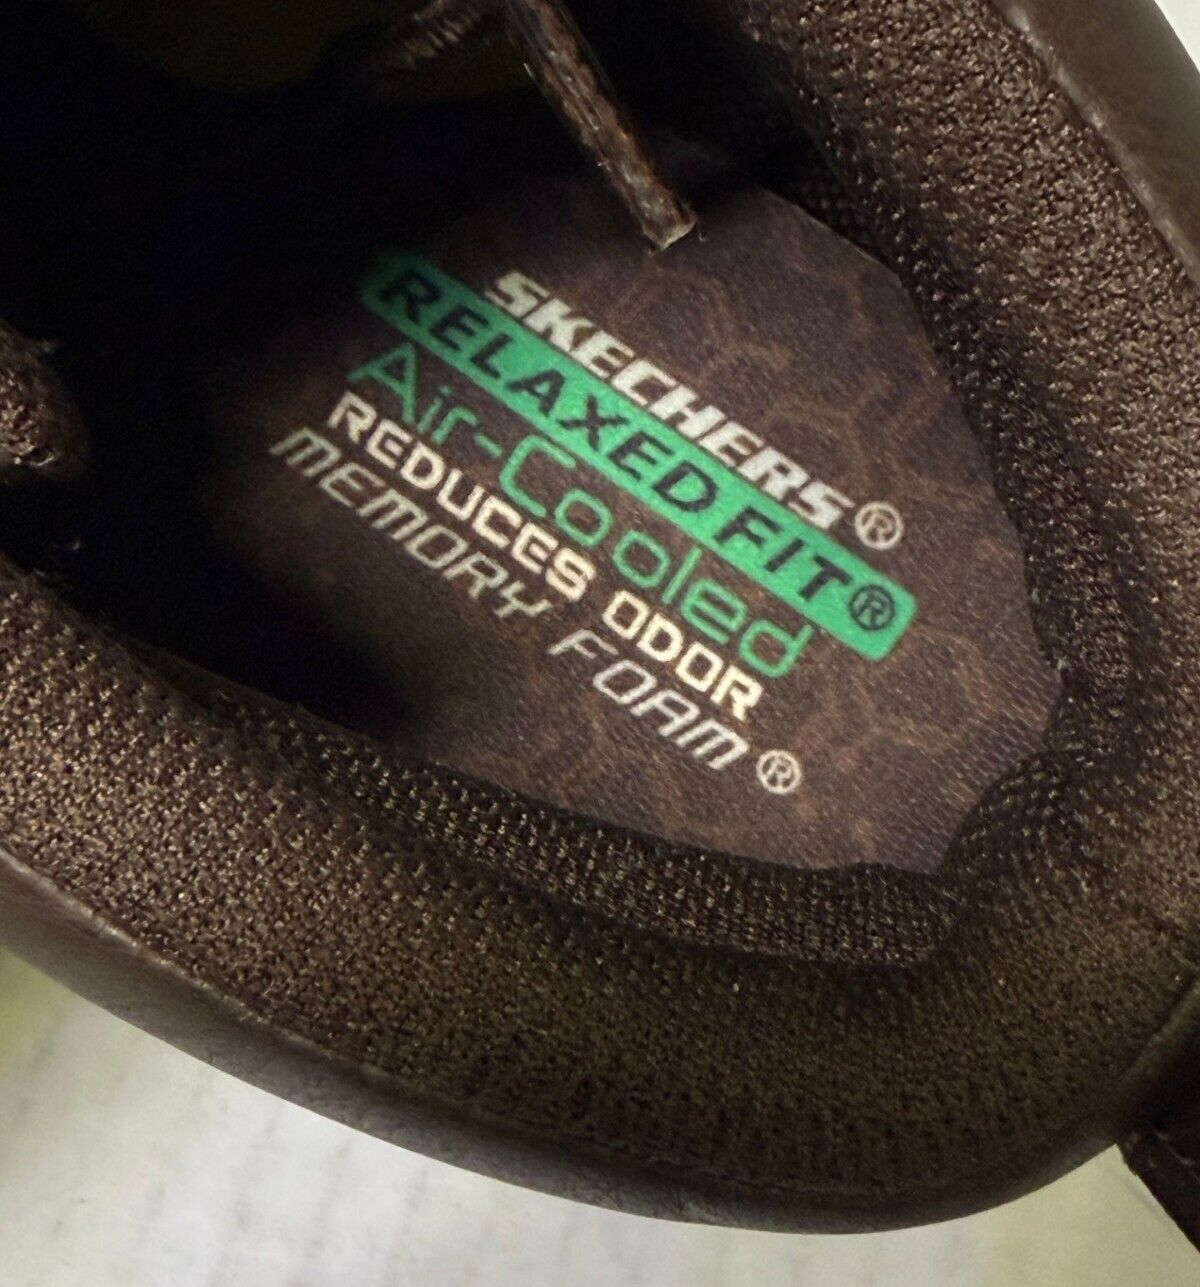 SKECHERS®
RELAXED FIT®
Air-Cooled
REDUCES ODOR
MEMORY FOAM®